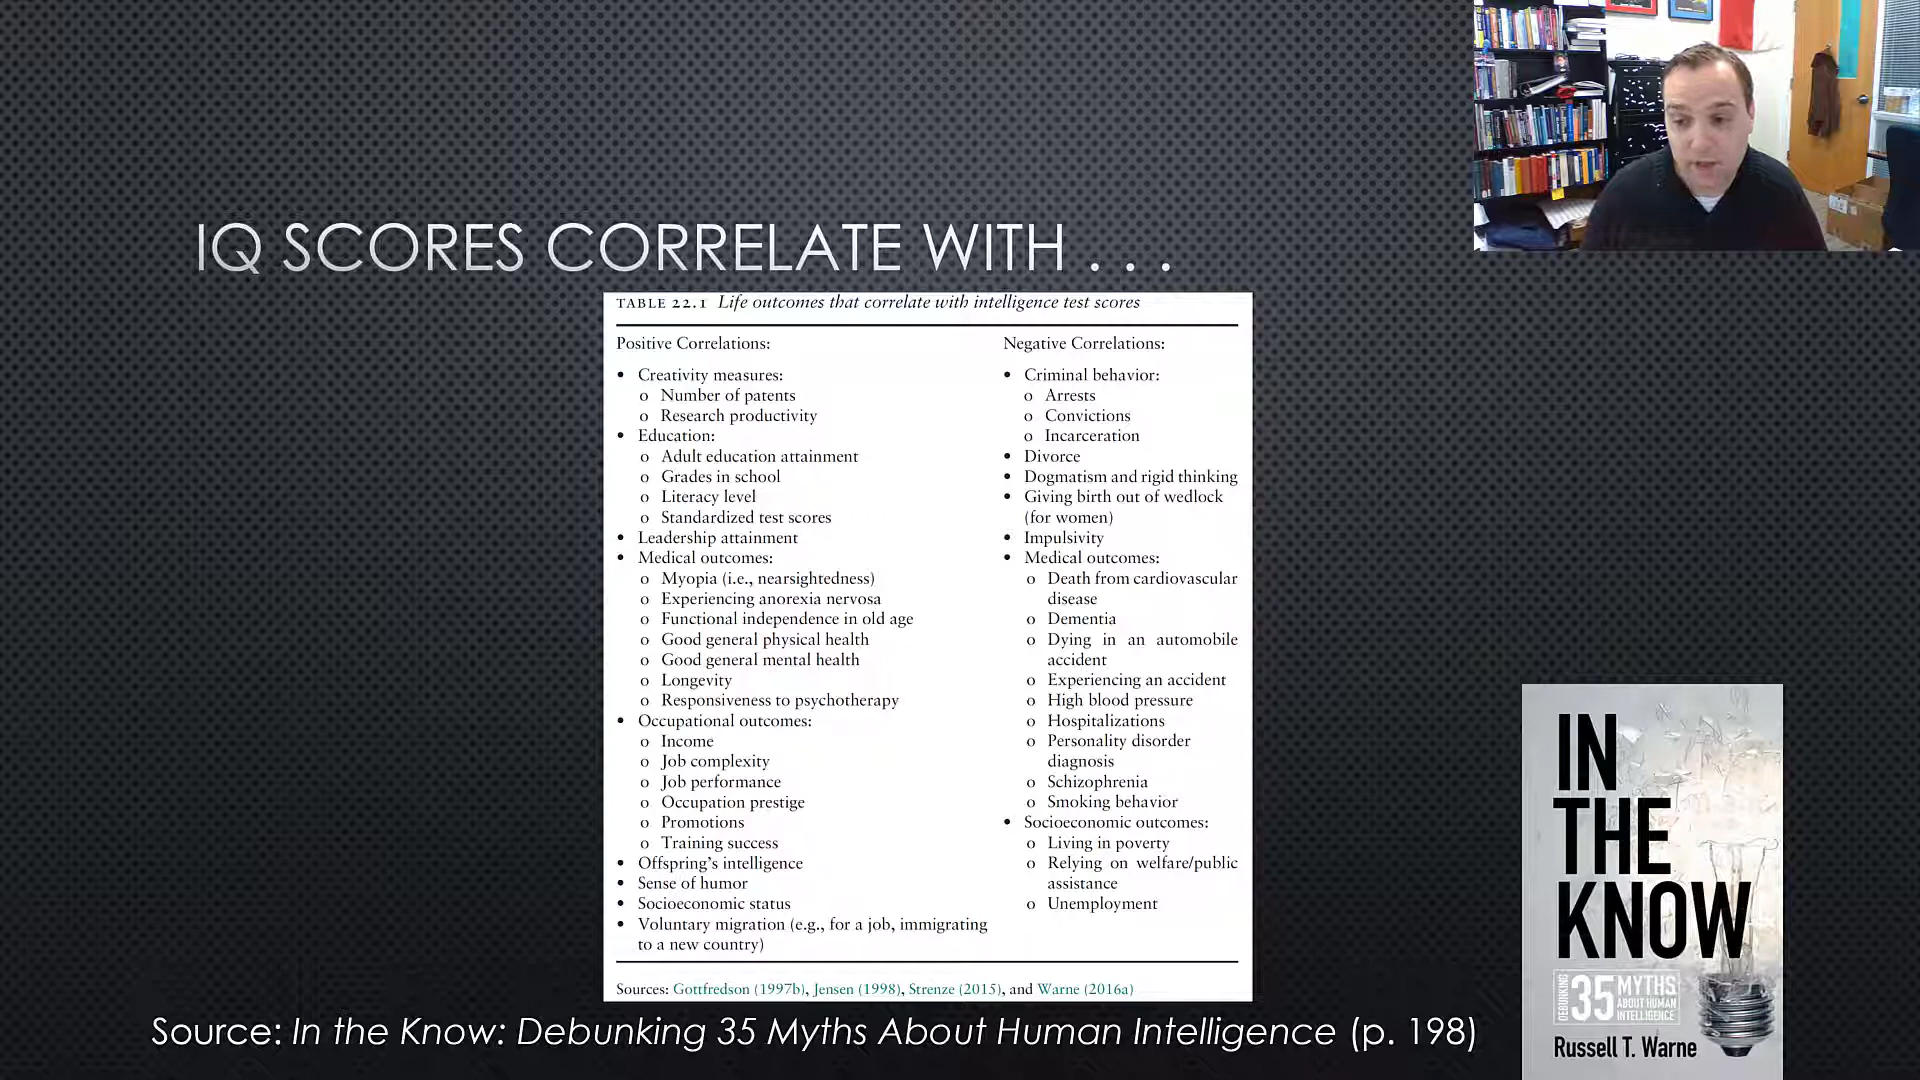 IQ SCORES CORRELATE WITH . . .
TABLE 22.1 Life outcomes that correlate with intelligence test scores
Positive Correlations:
• Creativity measures:
o Number of patents
o Research productivity
• Education:
o Adult education attainment
o Grades in school
o Literacy level
o Standardized test scores
• Leadership attainment
• Medical outcomes:
o Myopia (i.e., nearsightedness)
o Experiencing anorexia nervosa
o Functional independence in old age
o Good general physical health
o Good general mental health
o Longevity
o Responsiveness to psychotherapy
• Occupational outcomes:
o Income
o Job complexity
o Job performance
o Occupation prestige
o Promotions
o Training success
• Offspring's intelligence
• Sense of humor
• Socioeconomic status
• Voluntary migration (e.g., for a job, immigrating
to a new country)
Negative Correlations:
• Criminal behavior:
o Arrests
o Convictions
o Incarceration
• Divorce
• Dogmatism and rigid thinking
• Giving birth out of wedlock
(for women)
• Impulsivity
• Medical outcomes:
o Death from cardiovascular
disease
o Dementia
o Dying in an automobile
accident
o Experiencing an accident
o High blood pressure
o Hospitalizations
o Personality disorder
diagnosis
o Schizophrenia
o Smoking behavior
• Socioeconomic outcomes:
o Living in poverty
o Relying on welfare/public
assistance
o Unemployment
Sources: Gottfredson (1997b), Jensen (1998), Strenze (2015), and Warne (2016a)
Source: In the Know: Debunking 35 Myths About Human Intelligence (p. 198)
IN
THE
KNOW
DEBUNKING
35 MYTHS
ABOUT HUMAN
INTELLIGENCE
Russell T. Warne